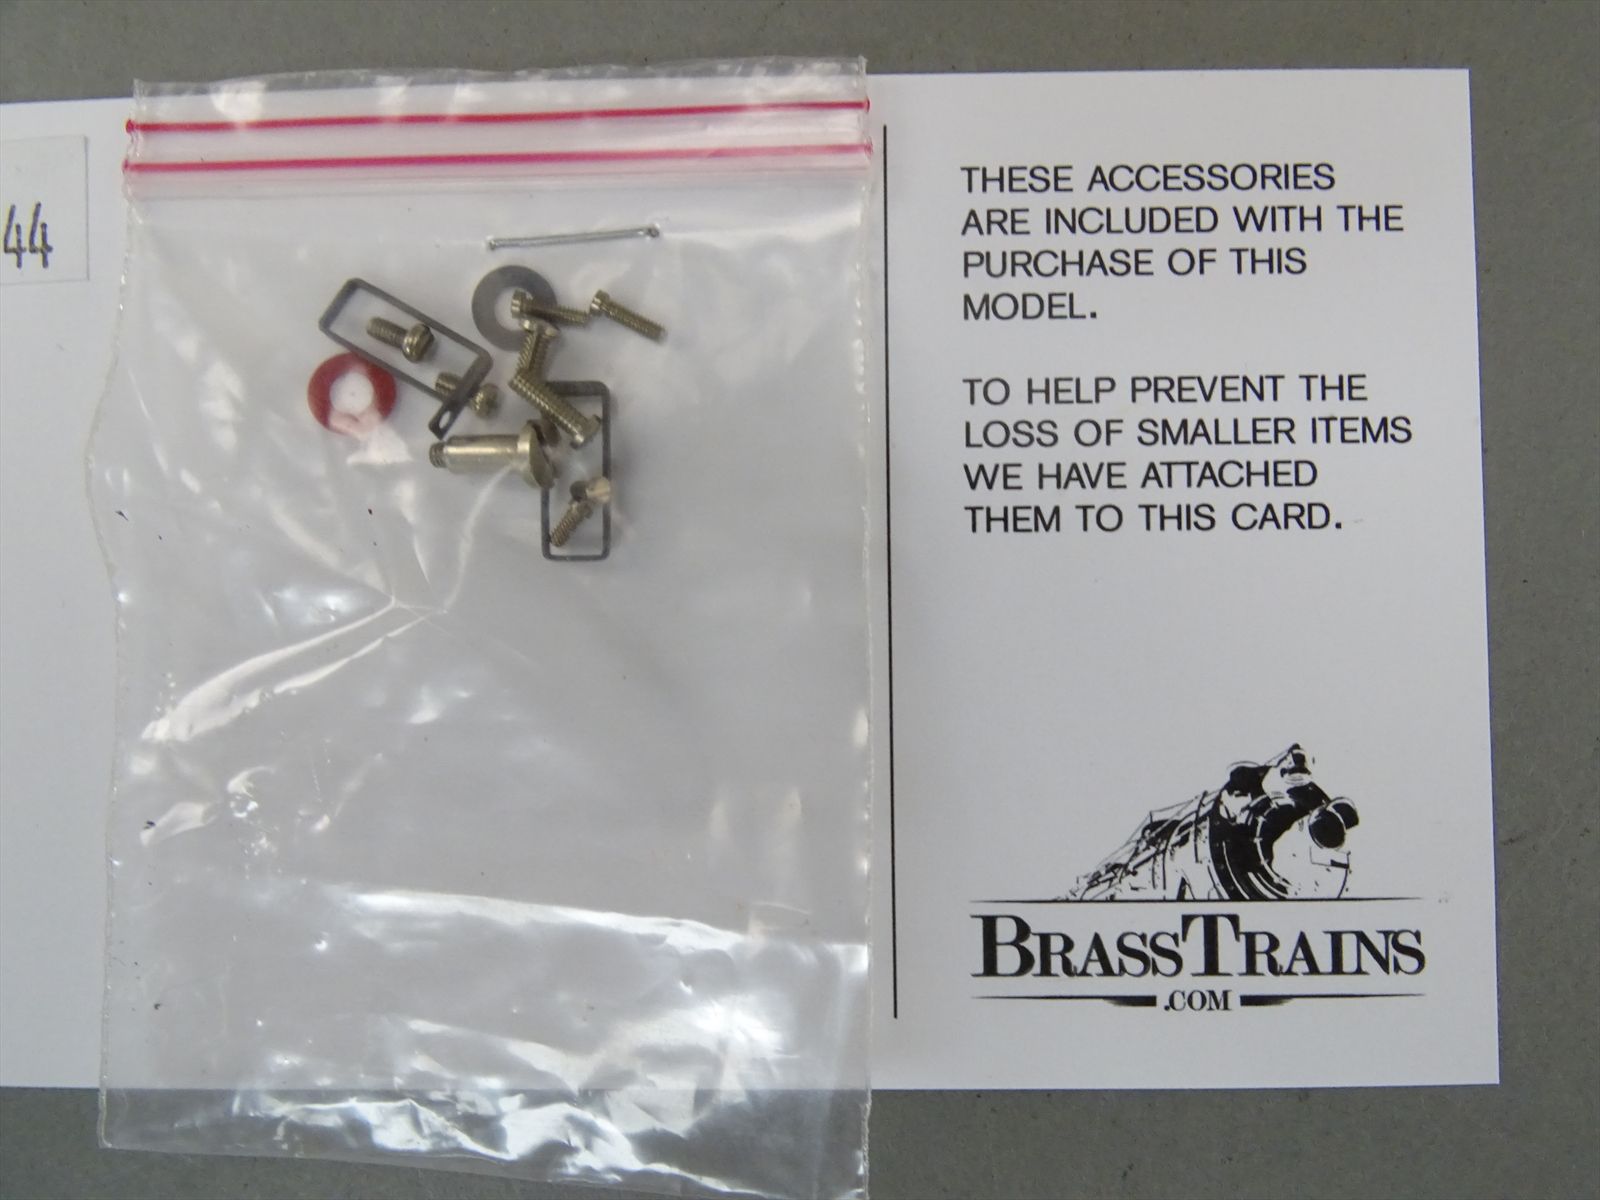 44
THESE ACCESSORIES
ARE INCLUDED WITH THE
PURCHASE OF THIS
MODEL.
TO HELP PREVENT THE
LOSS OF SMALLER ITEMS
WE HAVE ATTACHED
THEM TO THIS CARD.
BRASSTRAINS
.COM